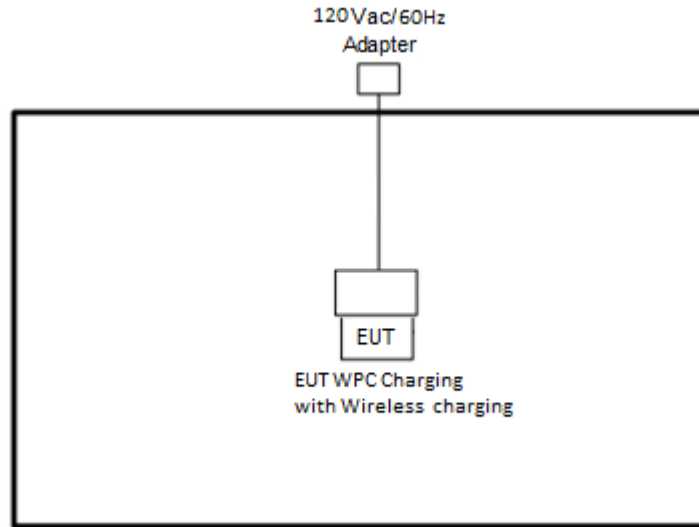 120Vac/60Hz
Adapter
EUT
EUT WPC Charging
with Wireless charging